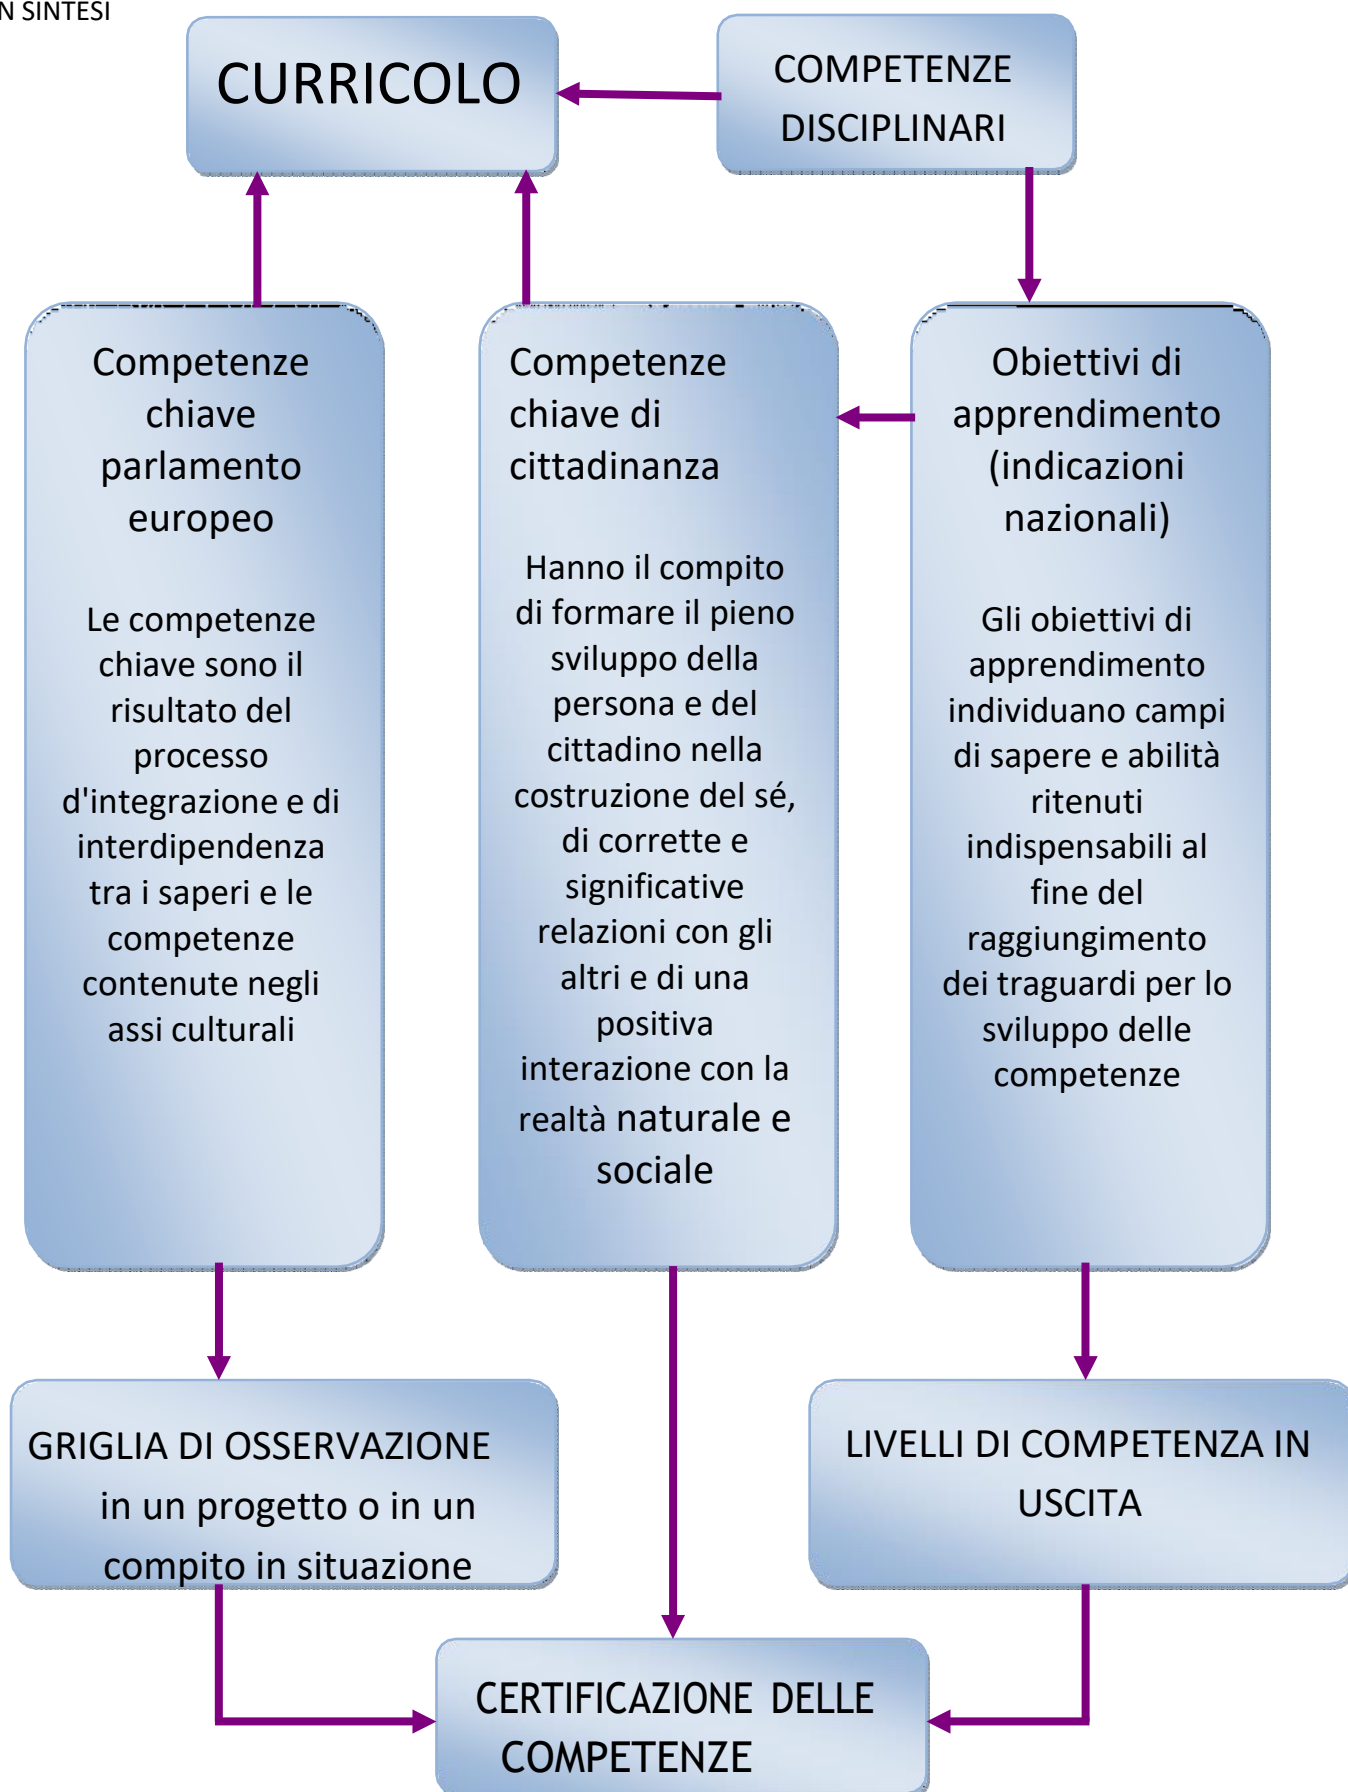 N SINTESI
CURRICOLO
COMPETENZE
DISCIPLINARI
Competenze
chiave
parlamento
europeo
Le competenze
chiave sono il
risultato del
processo
d'integrazione e di
interdipendenza
tra i saperi e le
competenze
contenute negli
assi culturali
Competenze
chiave di
cittadinanza
Hanno il compito
di formare il pieno
sviluppo della
persona e del
cittadino nella
costruzione del sé,
di corrette e
significative
relazioni con gli
altri e di una
positiva
interazione con la
realtà naturale e
sociale
Obiettivi di
apprendimento
(indicazioni
nazionali)
Gli obiettivi di
apprendimento
individuano campi
di sapere e abilità
ritenuti
indispensabili al
fine del
raggiungimento
dei traguardi per lo
sviluppo delle
competenze
GRIGLIA DI OSSERVAZIONE
in un progetto o in un
compito in situazione
LIVELLI DI COMPETENZA IN
USCITA
CERTIFICAZIONE DELLE
COMPETENZE